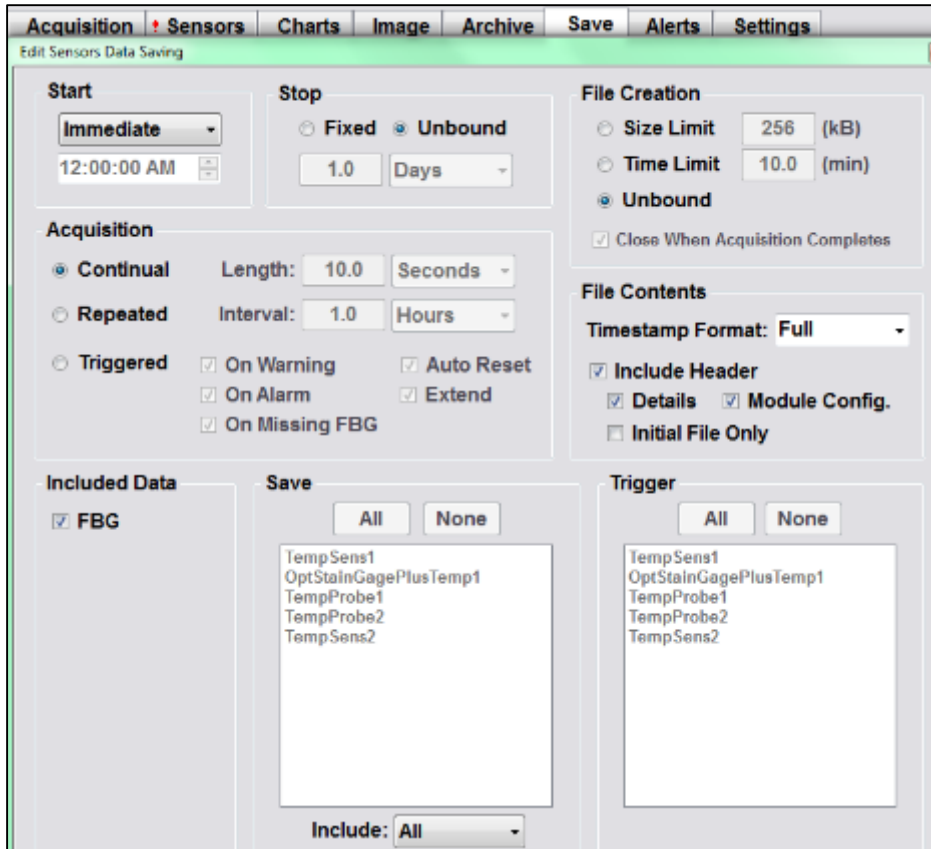 Acquisition ! Sensors Charts Image Archive Save Alerts Settings
Edit Sensors Data Saving
Start
Immediate
12:00:00 AM
Stop
Fixed Unbound
1.0 Days
File Creation
Size Limit 256 (kB)
Time Limit 10.0 (min)
Unbound
Close When Acquisition Completes
Acquisition
Continual Length: 10.0 Seconds
Repeated Interval: 1.0 Hours
Triggered On Warning Auto Reset
On Alarm Extend
On Missing FBG
File Contents
Timestamp Format: Full
Include Header
Details Module Config.
Initial File Only
Included Data
FBG
Save
All None
TempSens1
OptStainGagePlusTemp1
TempProbe1
TempProbe2
TempSens2
Include: All
Trigger
All None
TempSens1
OptStainGagePlusTemp1
TempProbe1
TempProbe2
TempSens2